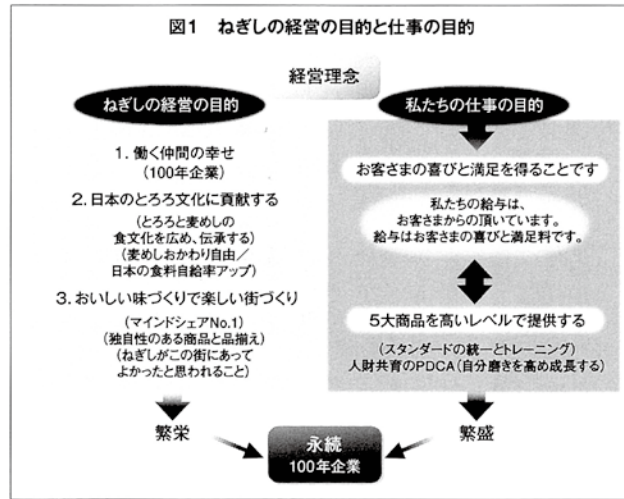 図1　ねぎしの経営の目的と仕事の目的
経営理念
ねぎしの経営の目的
1. 働く仲間の幸せ
(100年企業)
2. 日本のとろろ文化に貢献する
(とろろと麦めしの
食文化を広め、伝承する)
(麦めしおかわり自由／
日本の食料自給率アップ)
3. おいしい味づくりで楽しい街づくり
(マインドシェアNo.1)
(独自性のある商品と品揃え)
(ねぎしがこの街にあって
よかったと思われること)
繁栄
私たちの仕事の目的
お客さまの喜びと満足を得ることです
私たちの給与は、
お客さまからの頂いています。
給与はお客さまの喜びと満足料です。
5大商品を高いレベルで提供する
(スタンダードの統一とトレーニング)
人財共育のPDCA(自分磨きを高め成長する)
繁盛
永続
100年企業